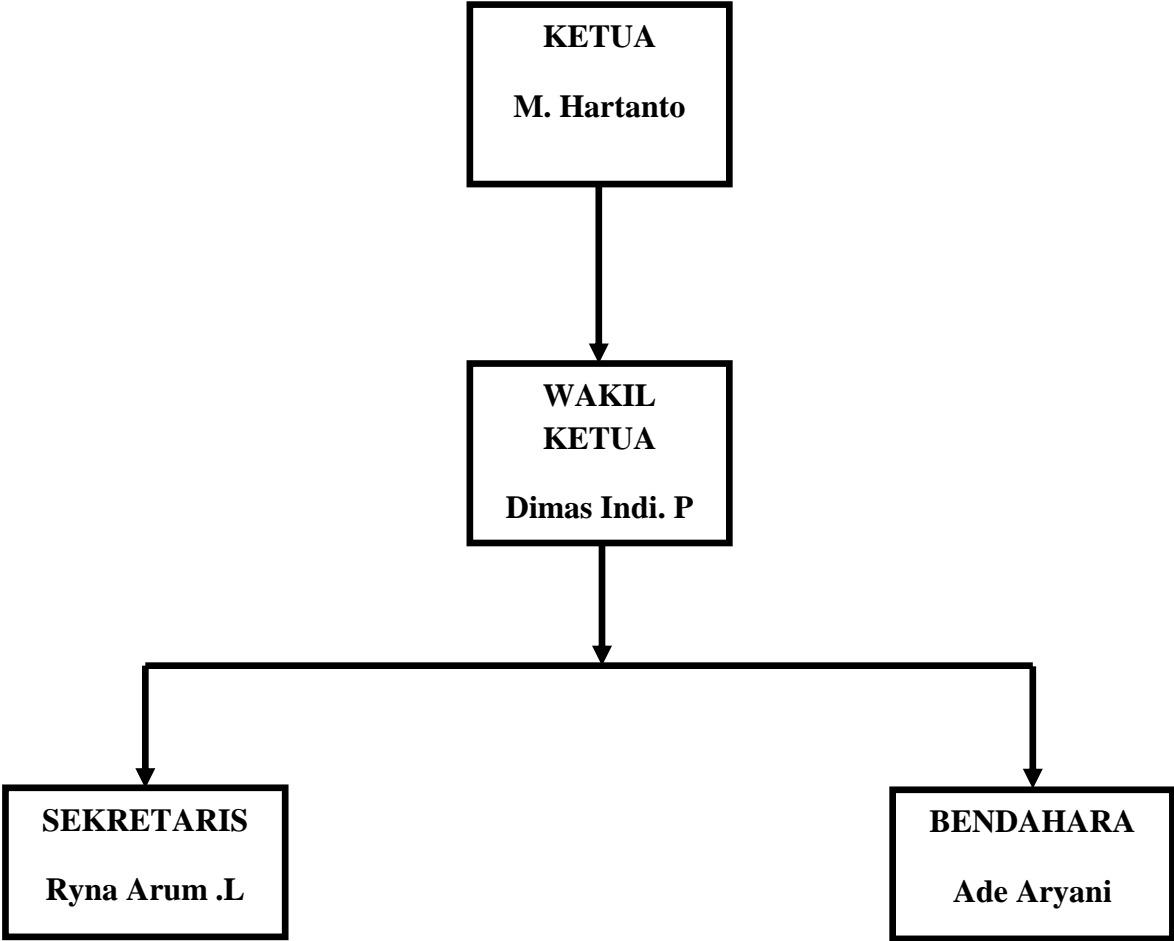 KETUA
M. Hartanto
WAKIL
KETUA
Dimas Indi. P
SEKRETARIS
Ryna Arum .L
BENDAHARA
Ade Aryani